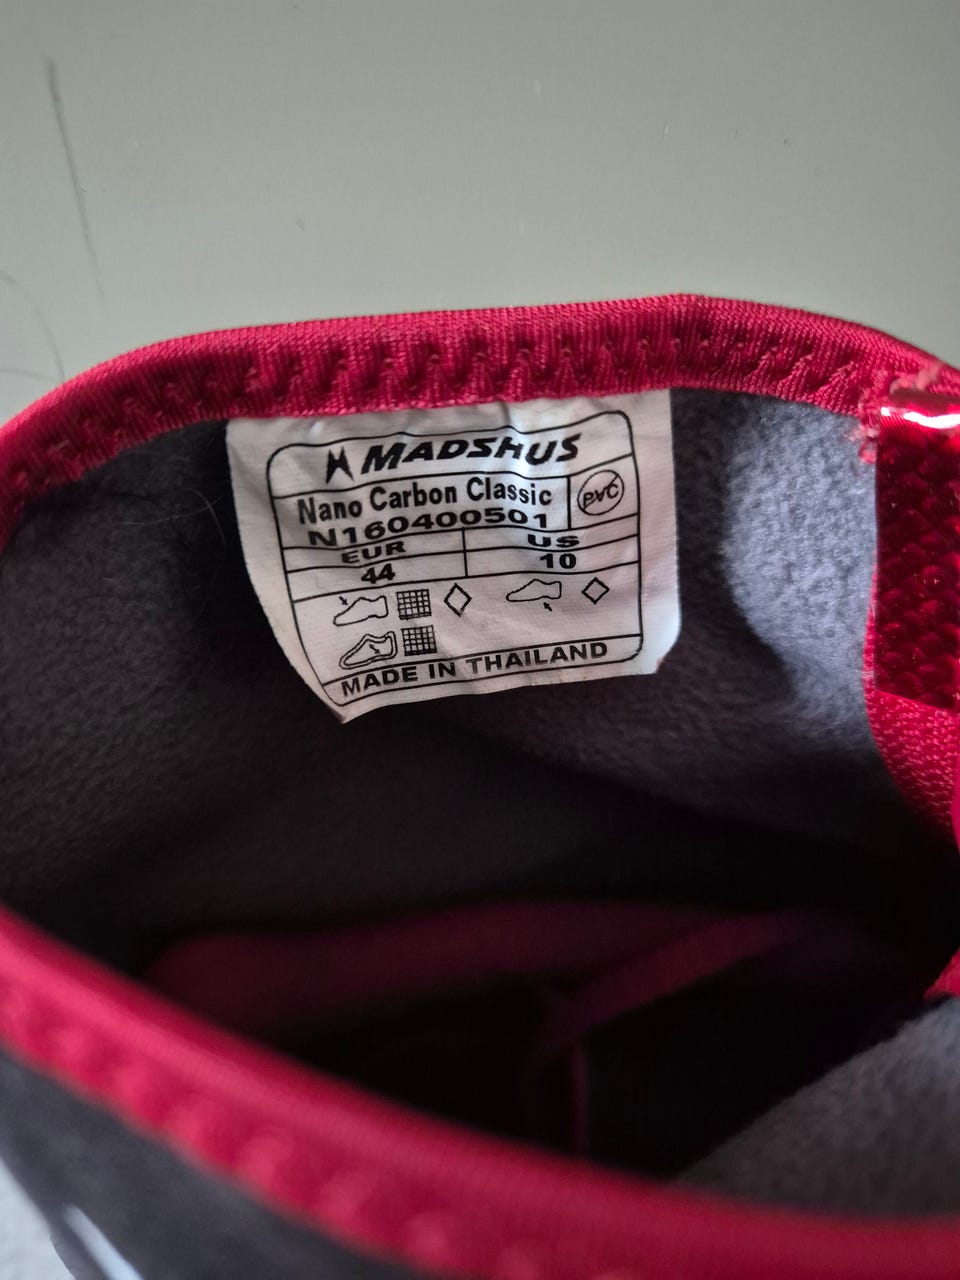 MADSHUS
Nano Carbon Classic
PVC
N160400501
EUR US
44 10
MADE IN THAILAND